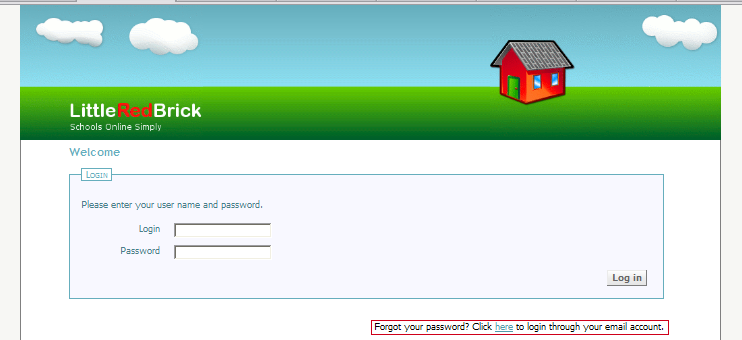 LittleRedBrick
Schools Online Simply
Welcome
LOGIN
Please enter your user name and password.
Login
Password
Log in
Forgot your password? Click here to login through your email account.